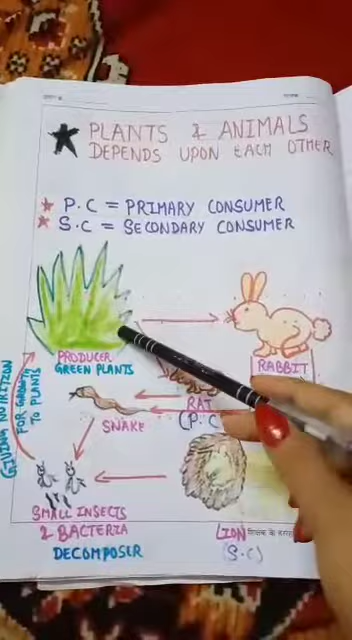 PLANTS & ANIMALS
DEPENDS UPON EACH OTHER
P.C = PRIMARY CONSUMER
S.C = SECONDARY CONSUMER
PRODUCER
GREEN PLANTS
RABBIT
RAT
(P.C
SNAKE
GIVING NUTRITION
FOR GROWTH
TO PLANTS
SMALL INSECTS
& BACTERIA
DECOMPOSER
LION
(S.C)